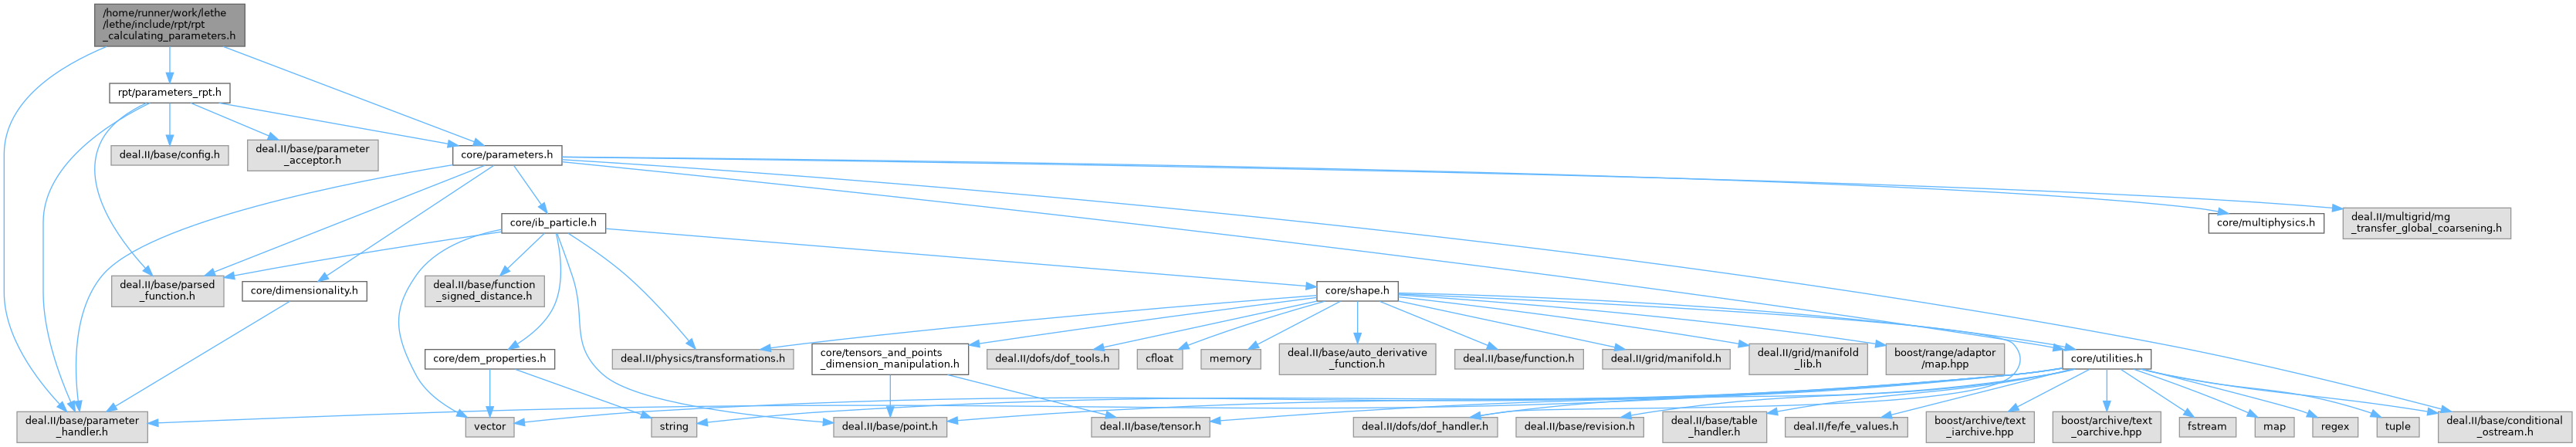 /home/runner/work/lethe
/lethe/include/rpt/rpt
_calculating_parameters.h
rpt/parameters_rpt.h
deal.II/base/config.h
deal.II/base/parameter
_acceptor.h
core/parameters.h
core/ib_particle.h
core/multiphysics.h
deal.II/multigrid/mg
_transfer_global_coarsening.h
deal.II/base/parsed
_function.h
core/dimensionality.h
deal.II/base/function
_signed_distance.h
core/shape.h
core/dem_properties.h
deal.II/physics/transformations.h
core/tensors_and_points
_dimension_manipulation.h
deal.II/dofs/dof_tools.h
cfloat
memory
deal.II/base/auto_derivative
_function.h
deal.II/base/function.h
deal.II/grid/manifold.h
deal.II/grid/manifold
_lib.h
boost/range/adaptor
/map.hpp
core/utilities.h
deal.II/base/parameter
_handler.h
vector
string
deal.II/base/point.h
deal.II/base/tensor.h
deal.II/dofs/dof_handler.h
deal.II/base/revision.h
deal.II/base/table
_handler.h
deal.II/fe/fe_values.h
boost/archive/text
_iarchive.hpp
boost/archive/text
_oarchive.hpp
fstream
map
regex
tuple
deal.II/base/conditional
_ostream.h